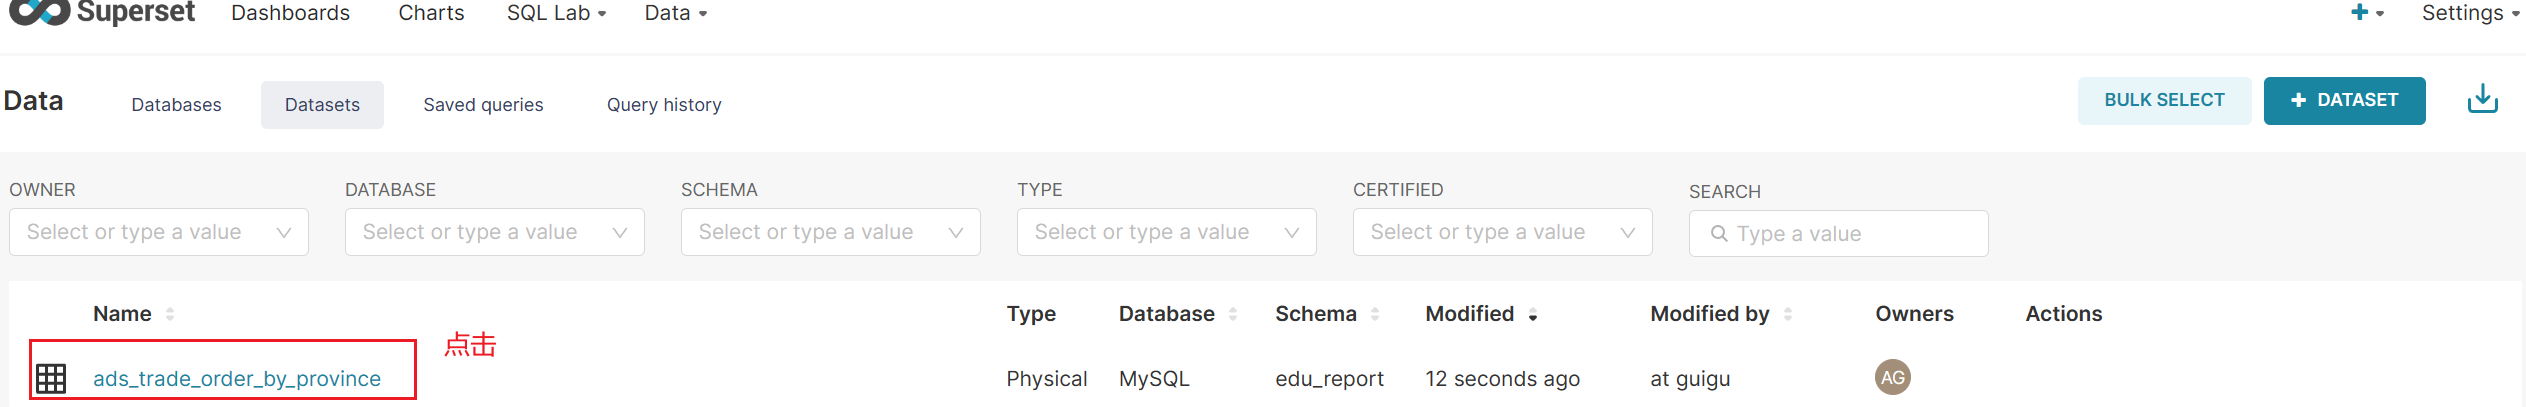 Superset Dashboards Charts SQL Lab Data Settings
Data Databases Datasets Saved queries Query history BULK SELECT + DATASET
OWNER DATABASE SCHEMA TYPE CERTIFIED SEARCH
Select or type a value Select or type a value Select or type a value Select or type a value Select or type a value Type a value
Name Type Database Schema Modified Modified by Owners Actions
点击
ads_trade_order_by_province Physical MySQL edu_report 12 seconds ago at guigu AG